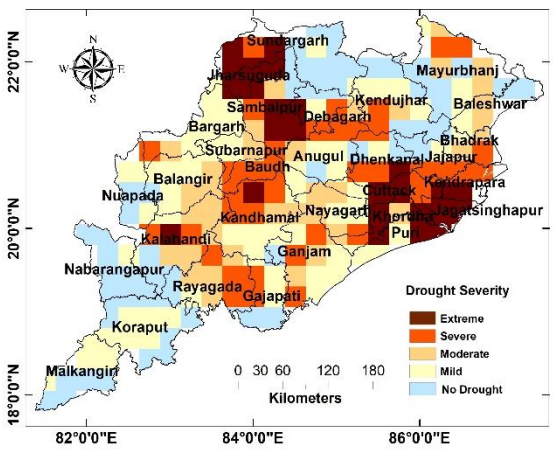 N
W E
S
22°0'0"N
20°0'0"N
18°0'0"N
Sundargarh
Jharsuguda
Mayurbhanj
Sambalpur
Kendujhar
Baleshwar
Debagarh
Bargarh
Bhadrak
Subarnapur
Anugul
Dhenkanal
Jajapur
Baudh
Balangir
Kendrapara
Cuttack
Nuapada
Kandhamal
Nayagarh
Khordha
Jagatsinghapur
Puri
Kalahandi
Ganjam
Nabarangapur
Rayagada
Gajapati
Koraput
Malkangiri
Drought Severity
Extreme
Severe
Moderate
Mild
No Drought
0 30 60 120 180
Kilometers
82°0'0"E 84°0'0"E 86°0'0"E